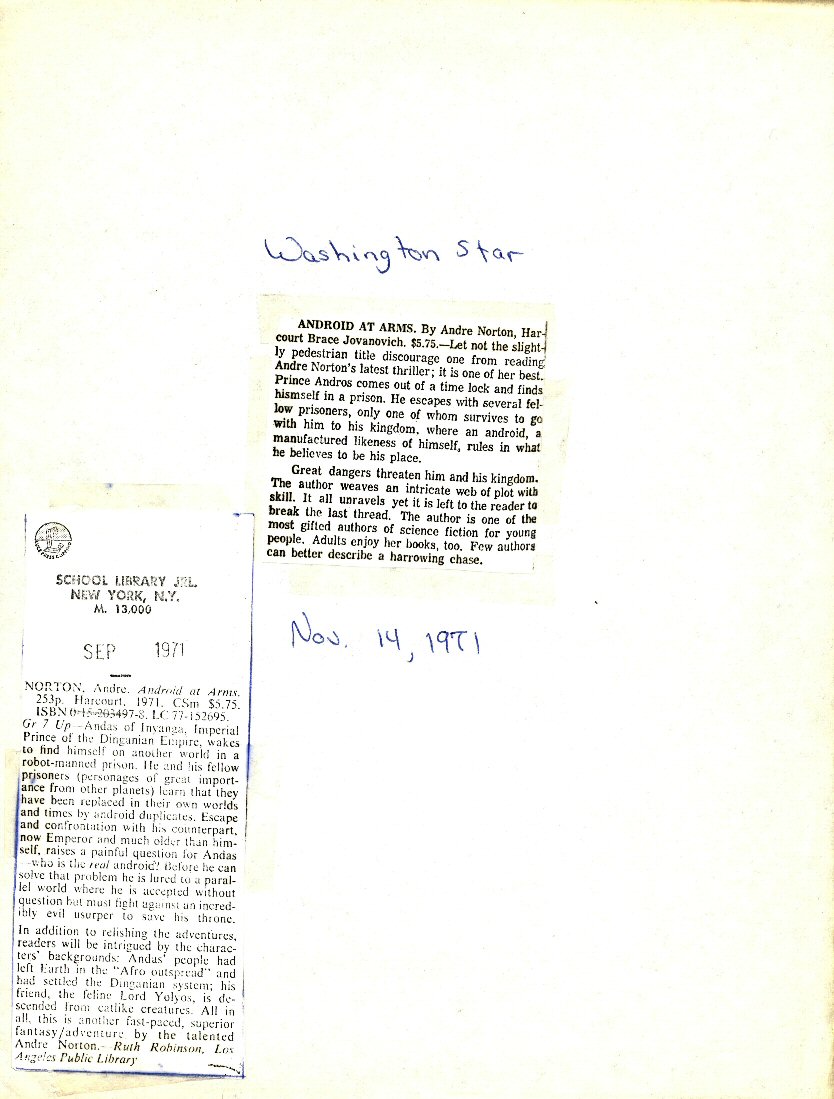 Washington Star
ANDROID AT ARMS. By Andre Norton, Har-
court Brace Jovanovich. $5.75.—Let not the slight-
ly pedestrian title discourage one from reading
Andre Norton's latest thriller; it is one of her best.
Prince Andros comes out of a time lock and finds
hismself in a prison. He escapes with several fel-
low prisoners, only one of whom survives to go
with him to his kingdom, where an android, a
manufactured likeness of himself, rules in what
he believes to be his place.
Great dangers threaten him and his kingdom.
The author weaves an intricate web of plot with
skill. It all unravels yet it is left to the reader to
break the last thread. The author is one of the
most gifted authors of science fiction for young
people. Adults enjoy her books, too. Few authors
can better describe a harrowing chase.
Nov. 14, 1971
SCHOOL LIBRARY JRL.
NEW YORK, N.Y.
M. 13,000
SEP 1971
NORTON, Andre. Android at Arms.
253p. Harcourt. 1971. CSm $5.75.
ISBN 0-15-203497-8. LC 77-152695.
Gr 7 Up—Andas of Inyanga, Imperial
Prince of the Dinganian Empire, wakes
to find himself on another world in a
robot-manned prison. He and his fellow
prisoners (personages of great import-
ance from other planets) learn that they
have been replaced in their own worlds
and times by android duplicates. Escape
and confrontation with his counterpart,
now Emperor and much older than him-
self, raises a painful question for Andas
—who is the real android? Before he can
solve that problem he is lured to a paral-
lel world where he is accepted without
question but must fight against an incred-
ibly evil usurper to save his throne.
In addition to relishing the adventures,
readers will be intrigued by the charac-
ters' backgrounds: Andas' people had
left Earth in the "Afro outspread" and
had settled the Dinganian system; his
friend, the feline Lord Yolyos, is de-
scended from catlike creatures. All in
all, this is another fast-paced, superior
fantasy/adventure by the talented
Andre Norton.—Ruth Robinson, Los
Angeles Public Library